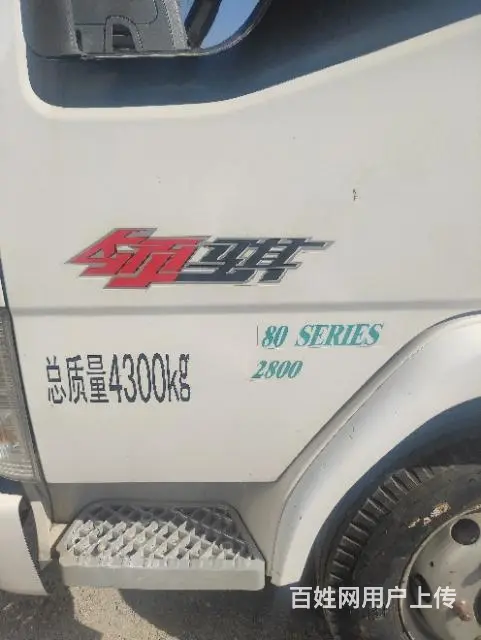 领骐
80 SERIES
2800
总质量4300kg
百姓网用户上传